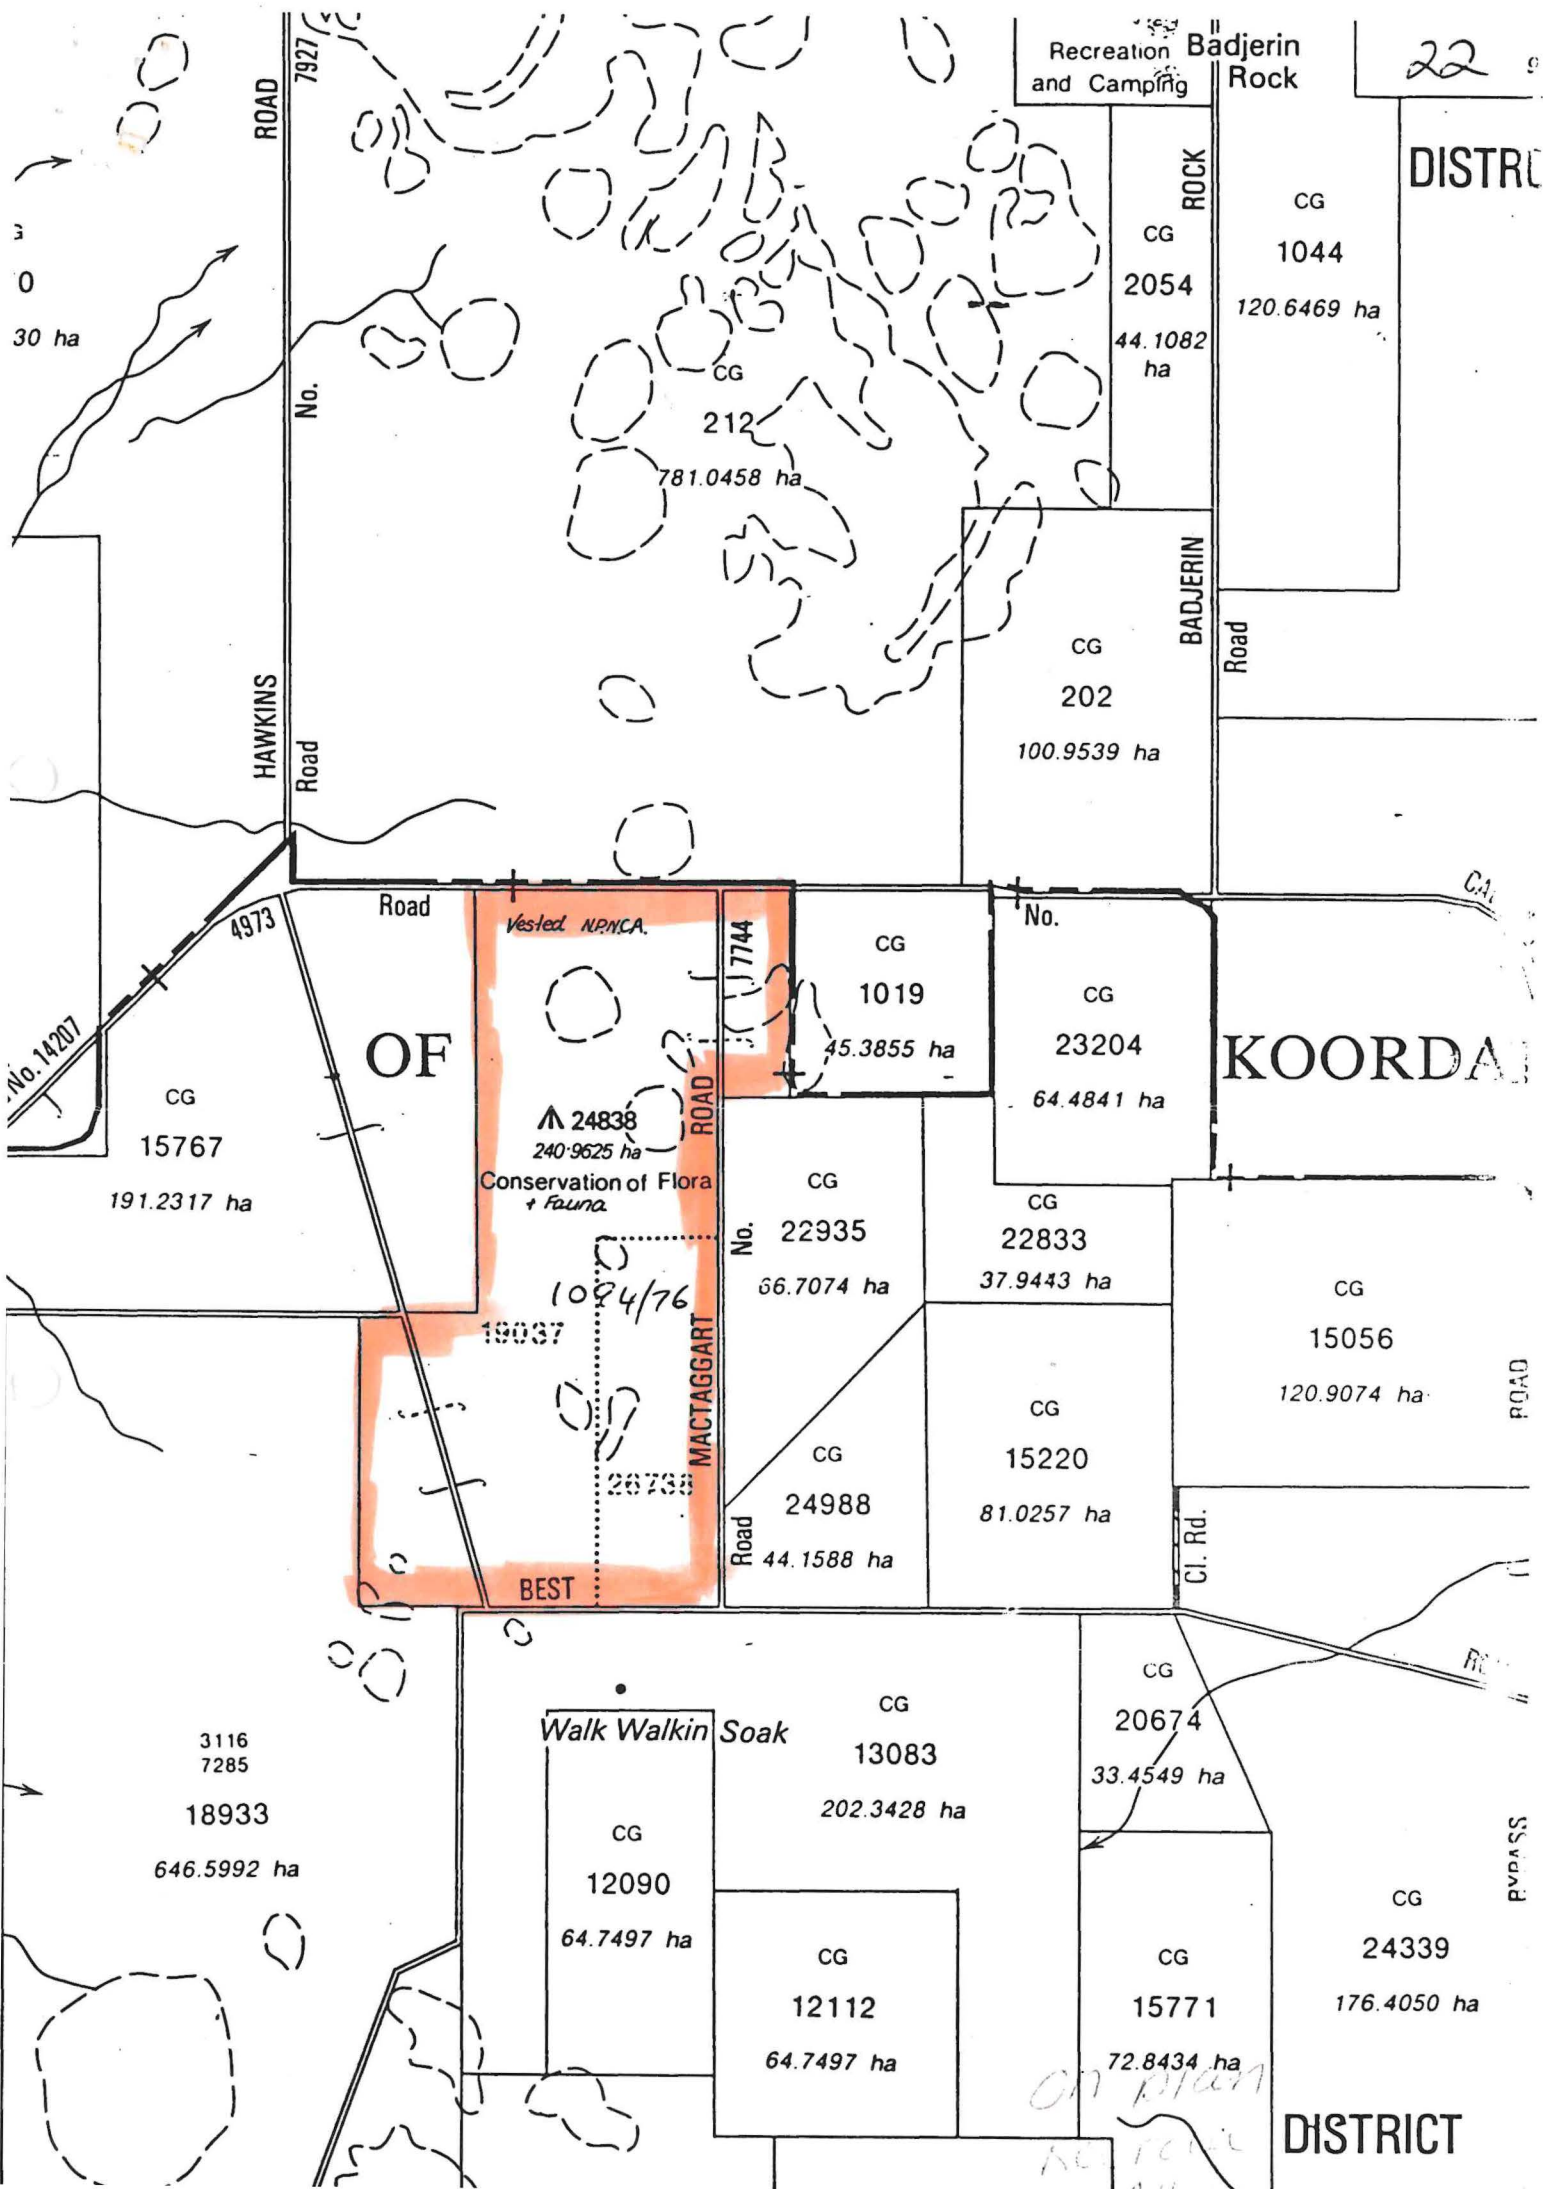 Recreation
and Camping
Badjerin
Rock
22
ROAD
7927
DISTR
ROCK
CG
1044
120.6469 ha
CG
2054
44.1082
ha
0
30 ha
No.
CG
212
781.0458 ha
BADJERIN
Road
CG
202
100.9539 ha
HAWKINS
Road
Road
4973
No. 14207
Vested N.P.N.C.A.
7744
No.
CG
1019
45.3855 ha
CG
23204
64.4841 ha
OF
KOORDA
CG
15767
191.2317 ha
24838
240.9625 ha
Conservation of Flora
+ Fauna
ROAD
No.
CG
22935
66.7074 ha
CG
22833
37.9443 ha
1094/76
19037
MACTAGGART
CG
15056
120.9074 ha
ROAD
26738
CG
24988
44.1588 ha
Road
CG
15220
81.0257 ha
Cl. Rd.
BEST
3116
7285
18933
646.5992 ha
Walk Walkin Soak
CG
13083
202.3428 ha
CG
20674
33.4549 ha
BYPASS
CG
12090
64.7497 ha
CG
12112
64.7497 ha
CG
15771
72.8434 ha
CG
24339
176.4050 ha
on plan
DISTRICT